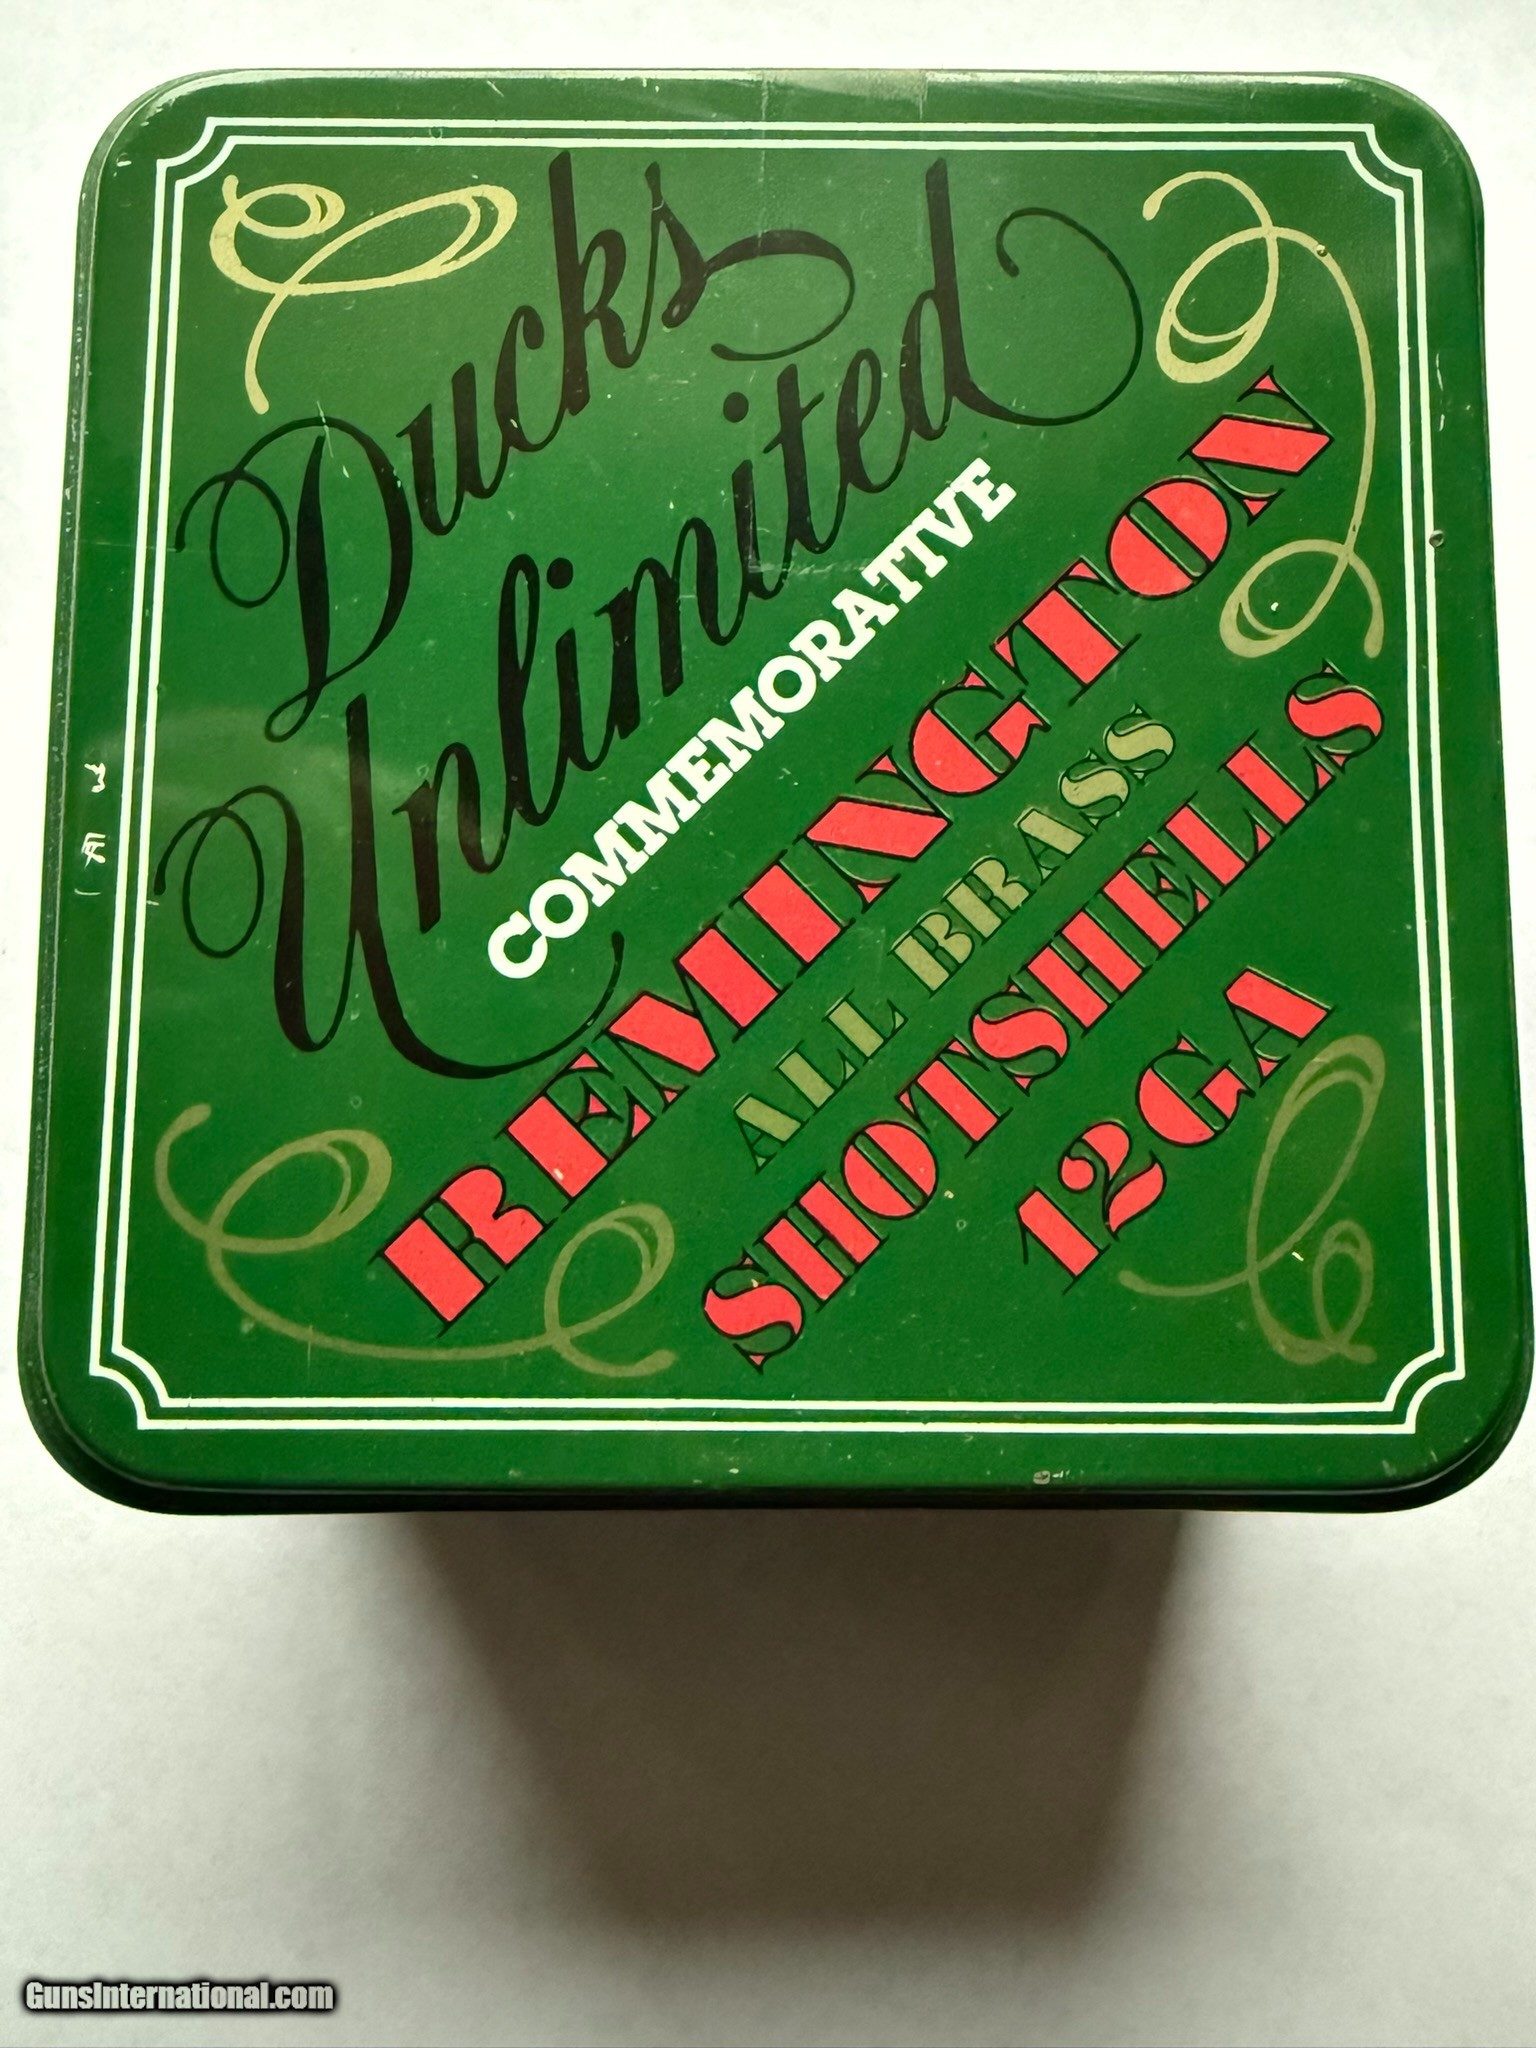 Ducks
Unlimited
COMMEMORATIVE
REMINGTON
ALL BRASS
SHOTSHELLS
12GA
GunsInternational.com